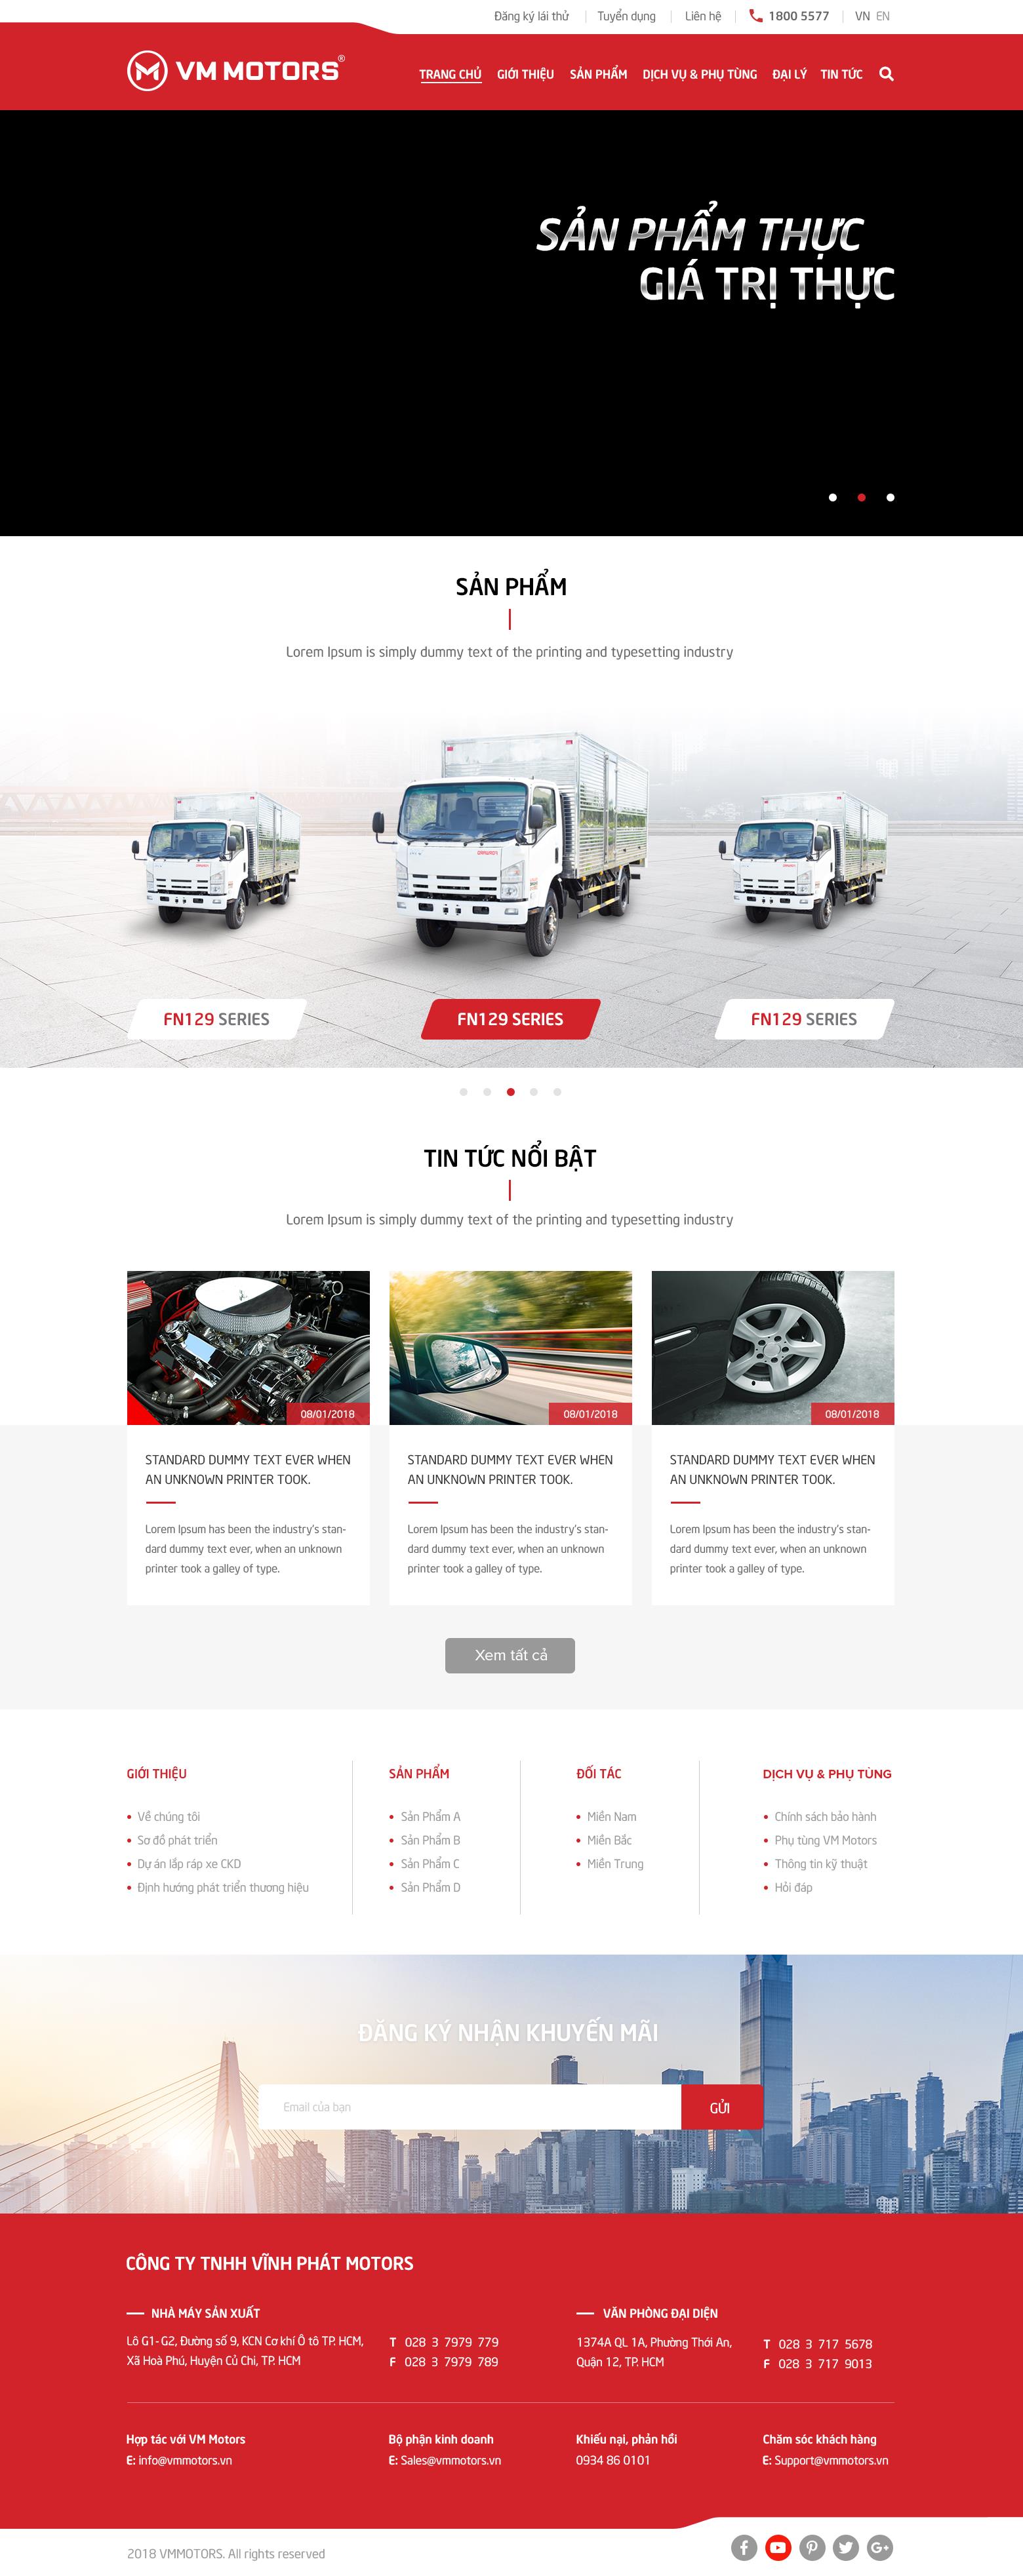 Đăng ký lái thử
Tuyển dụng
Liên hệ
1800 5577
VN EN
VM MOTORS®
TRANG CHỦ
GIỚI THIỆU
SẢN PHẨM
DỊCH VỤ & PHỤ TÙNG
ĐẠI LÝ
TIN TỨC
SẢN PHẨM THỰC
GIÁ TRỊ THỰC
SẢN PHẨM
Lorem Ipsum is simply dummy text of the printing and typesetting industry
FN129 SERIES
FN129 SERIES
FN129 SERIES
TIN TỨC NỔI BẬT
Lorem Ipsum is simply dummy text of the printing and typesetting industry
08/01/2018
STANDARD DUMMY TEXT EVER WHEN
AN UNKNOWN PRINTER TOOK.
Lorem Ipsum has been the industry's stan-
dard dummy text ever, when an unknown
printer took a galley of type.
08/01/2018
STANDARD DUMMY TEXT EVER WHEN
AN UNKNOWN PRINTER TOOK.
Lorem Ipsum has been the industry's stan-
dard dummy text ever, when an unknown
printer took a galley of type.
08/01/2018
STANDARD DUMMY TEXT EVER WHEN
AN UNKNOWN PRINTER TOOK.
Lorem Ipsum has been the industry's stan-
dard dummy text ever, when an unknown
printer took a galley of type.
Xem tất cả
GIỚI THIỆU
Về chúng tôi
Sơ đồ phát triển
Dự án lắp ráp xe CKD
Định hướng phát triển thương hiệu
SẢN PHẨM
Sản Phẩm A
Sản Phẩm B
Sản Phẩm C
Sản Phẩm D
ĐỐI TÁC
Miền Nam
Miền Bắc
Miền Trung
DỊCH VỤ & PHỤ TÙNG
Chính sách bảo hành
Phụ tùng VM Motors
Thông tin kỹ thuật
Hỏi đáp
ĐĂNG KÝ NHẬN KHUYẾN MÃI
Email của bạn
GỬI
CÔNG TY TNHH VĨNH PHÁT MOTORS
NHÀ MÁY SẢN XUẤT
Lô G1- G2, Đường số 9, KCN Cơ khí Ô tô TP. HCM,
Xã Hoà Phú, Huyện Củ Chi, TP. HCM
T 028 3 7979 779
F 028 3 7979 789
VĂN PHÒNG ĐẠI DIỆN
1374A QL 1A, Phường Thới An,
Quận 12, TP. HCM
T 028 3 717 5678
F 028 3 717 9013
Hợp tác với VM Motors
E: info@vmmotors.vn
Bộ phận kinh doanh
E: Sales@vmmotors.vn
Khiếu nại, phản hồi
0934 86 0101
Chăm sóc khách hàng
E: Support@vmmotors.vn
2018 VMMOTORS. All rights reserved